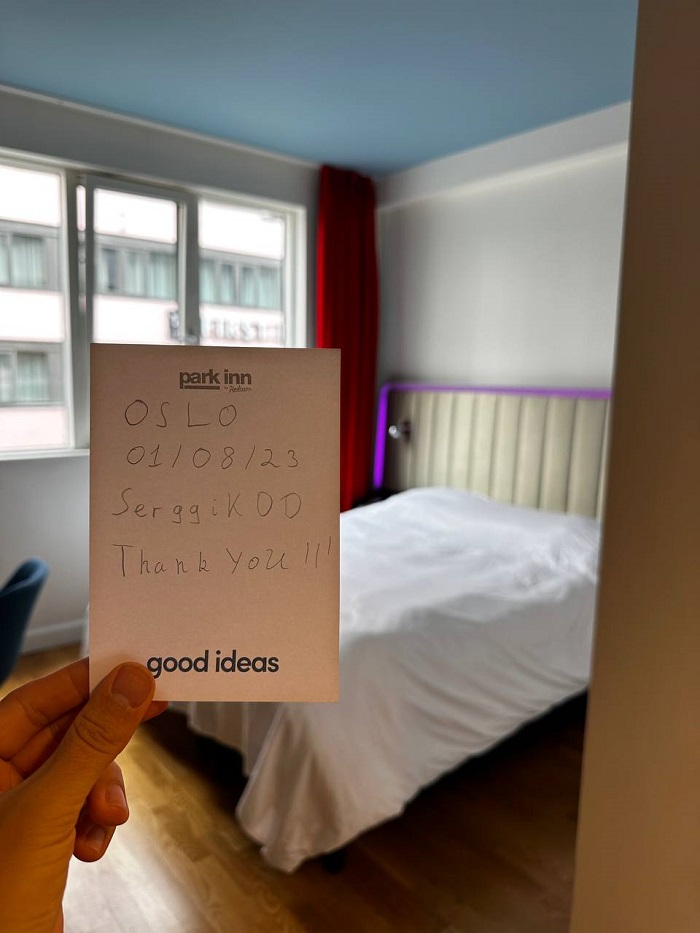 park inn
by Radisson
OSLO
01/08/23
SerggiKOD
Thank YOU !!!
good ideas